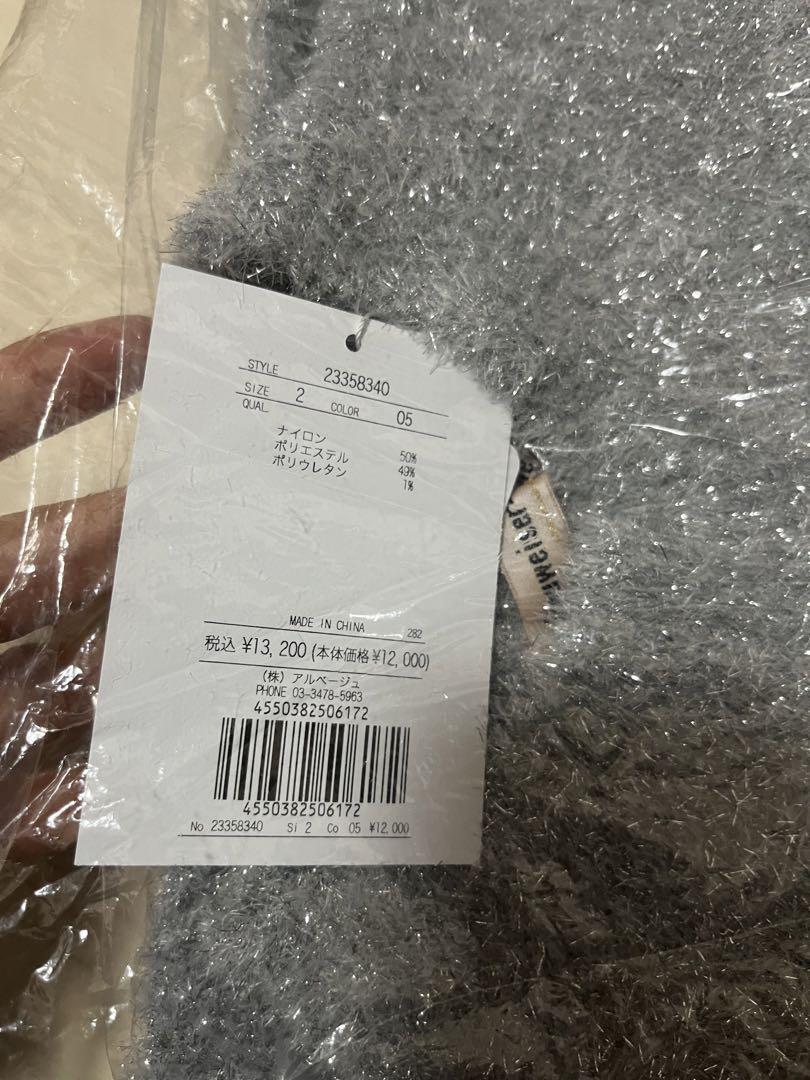 STYLE 23358340
SIZE 2 COLOR 05
QUAL
ナイロン 50%
ポリエステル 49%
ポリウレタン 1%
MADE IN CHINA 282
税込 ¥13,200 (本体価格¥12,000)
(株) アルページュ
PHONE 03-3478-5963
4550382506172
4550382506172
No 23358340 Si 2 Co 05 ¥12,000